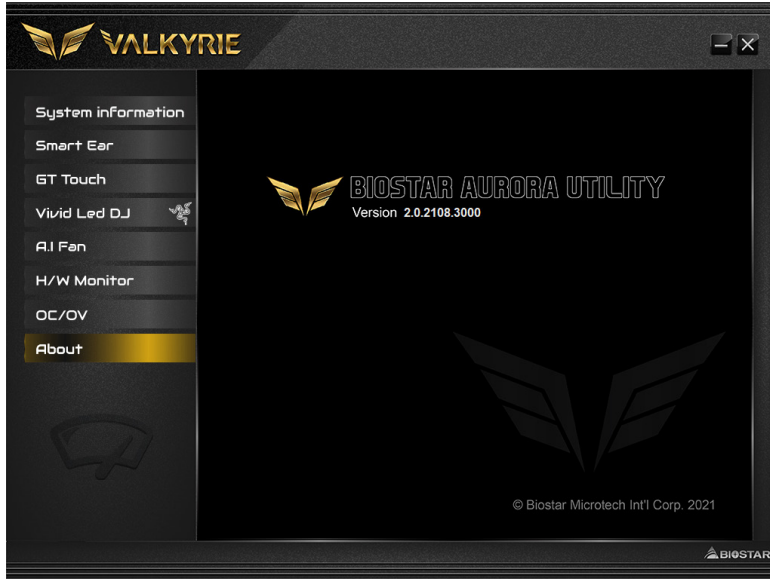 VALKYRIE
System information
Smart Ear
GT Touch
Vivid Led DJ
A.I Fan
H/W Monitor
OC/OV
About
BIOSTAR AURORA UTILITY
Version 2.0.2108.3000
© Biostar Microtech Int'l Corp. 2021
BIOSTAR